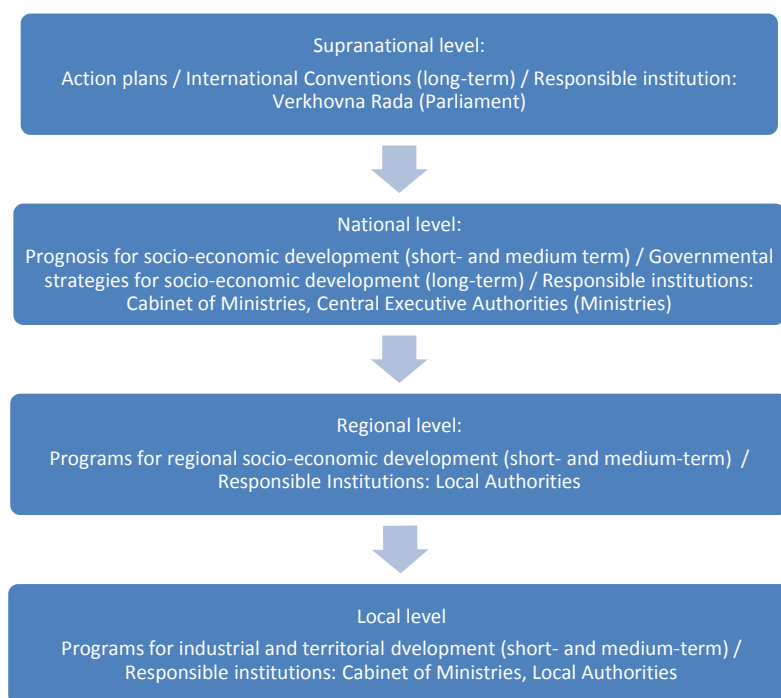 Supranational level:
Action plans / International Conventions (long-term) / Responsible institution:
Verkhovna Rada (Parliament)
National level:
Prognosis for socio-economic development (short- and medium term) / Governmental
strategies for socio-economic development (long-term) / Responsible institutions:
Cabinet of Ministries, Central Executive Authorities (Ministries)
Regional level:
Programs for regional socio-economic development (short- and medium-term) /
Responsible Institutions: Local Authorities
Local level
Programs for industrial and territorial dvelopment (short- and medium-term) /
Responsible institutions: Cabinet of Ministries, Local Authorities